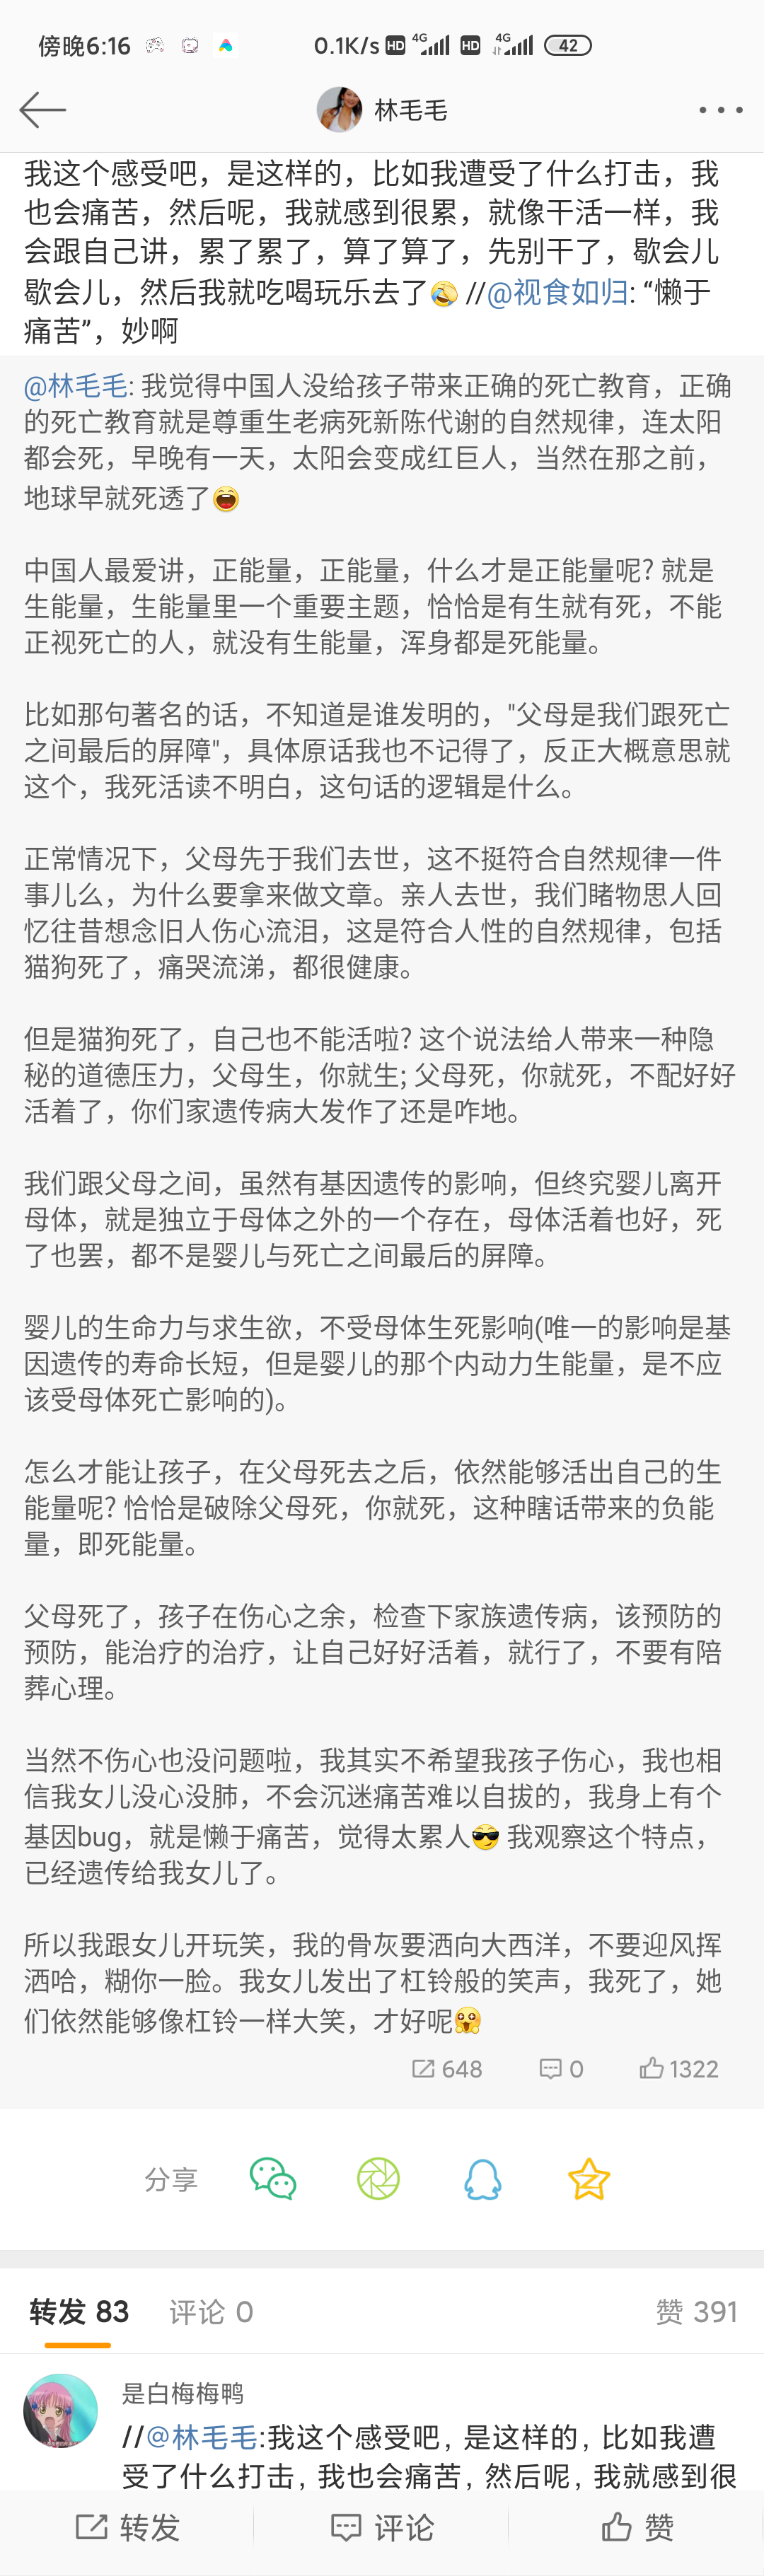 傍晚6:16
0.1K/s HD 4G HD 4G 42
林毛毛
我这个感受吧，是这样的，比如我遭受了什么打击，我
也会痛苦，然后呢，我就感到很累，就像干活一样，我
会跟自己讲，累了累了，算了算了，先别干了，歇会儿
歇会儿，然后我就吃喝玩乐去了🤣 //@视食如归: “懒于
痛苦”，妙啊
@林毛毛: 我觉得中国人没给孩子带来正确的死亡教育，正确
的死亡教育就是尊重生老病死新陈代谢的自然规律，连太阳
都会死，早晚有一天，太阳会变成红巨人，当然在那之前，
地球早就死透了😄
中国人最爱讲，正能量，正能量，什么才是正能量呢? 就是
生能量，生能量里一个重要主题，恰恰是有生就有死，不能
正视死亡的人，就没有生能量，浑身都是死能量。
比如那句著名的话，不知道是谁发明的，"父母是我们跟死亡
之间最后的屏障"，具体原话我也不记得了，反正大概意思就
这个，我死活读不明白，这句话的逻辑是什么。
正常情况下，父母先于我们去世，这不挺符合自然规律一件
事儿么，为什么要拿来做文章。亲人去世，我们睹物思人回
忆往昔想念旧人伤心流泪，这是符合人性的自然规律，包括
猫狗死了，痛哭流涕，都很健康。
但是猫狗死了，自己也不能活啦? 这个说法给人带来一种隐
秘的道德压力，父母生，你就生; 父母死，你就死，不配好好
活着了，你们家遗传病大发作了还是咋地。
我们跟父母之间，虽然有基因遗传的影响，但终究婴儿离开
母体，就是独立于母体之外的一个存在，母体活着也好，死
了也罢，都不是婴儿与死亡之间最后的屏障。
婴儿的生命力与求生欲，不受母体生死影响(唯一的影响是基
因遗传的寿命长短，但是婴儿的那个内动力生能量，是不应
该受母体死亡影响的)。
怎么才能让孩子，在父母死去之后，依然能够活出自己的生
能量呢? 恰恰是破除父母死，你就死，这种瞎话带来的负能
量，即死能量。
父母死了，孩子在伤心之余，检查下家族遗传病，该预防的
预防，能治疗的治疗，让自己好好活着，就行了，不要有陪
葬心理。
当然不伤心也没问题啦，我其实不希望我孩子伤心，我也相
信我女儿没心没肺，不会沉迷痛苦难以自拔的，我身上有个
基因bug，就是懒于痛苦，觉得太累人😎 我观察这个特点，
已经遗传给我女儿了。
所以我跟女儿开玩笑，我的骨灰要洒向大西洋，不要迎风挥
洒哈，糊你一脸。我女儿发出了杠铃般的笑声，我死了，她
们依然能够像杠铃一样大笑，才好呢😱
648 0 1322
分享
转发 83 评论 0 赞 391
是白梅梅鸭
//@林毛毛:我这个感受吧，是这样的，比如我遭
受了什么打击，我也会痛苦，然后呢，我就感到很
转发 评论 赞